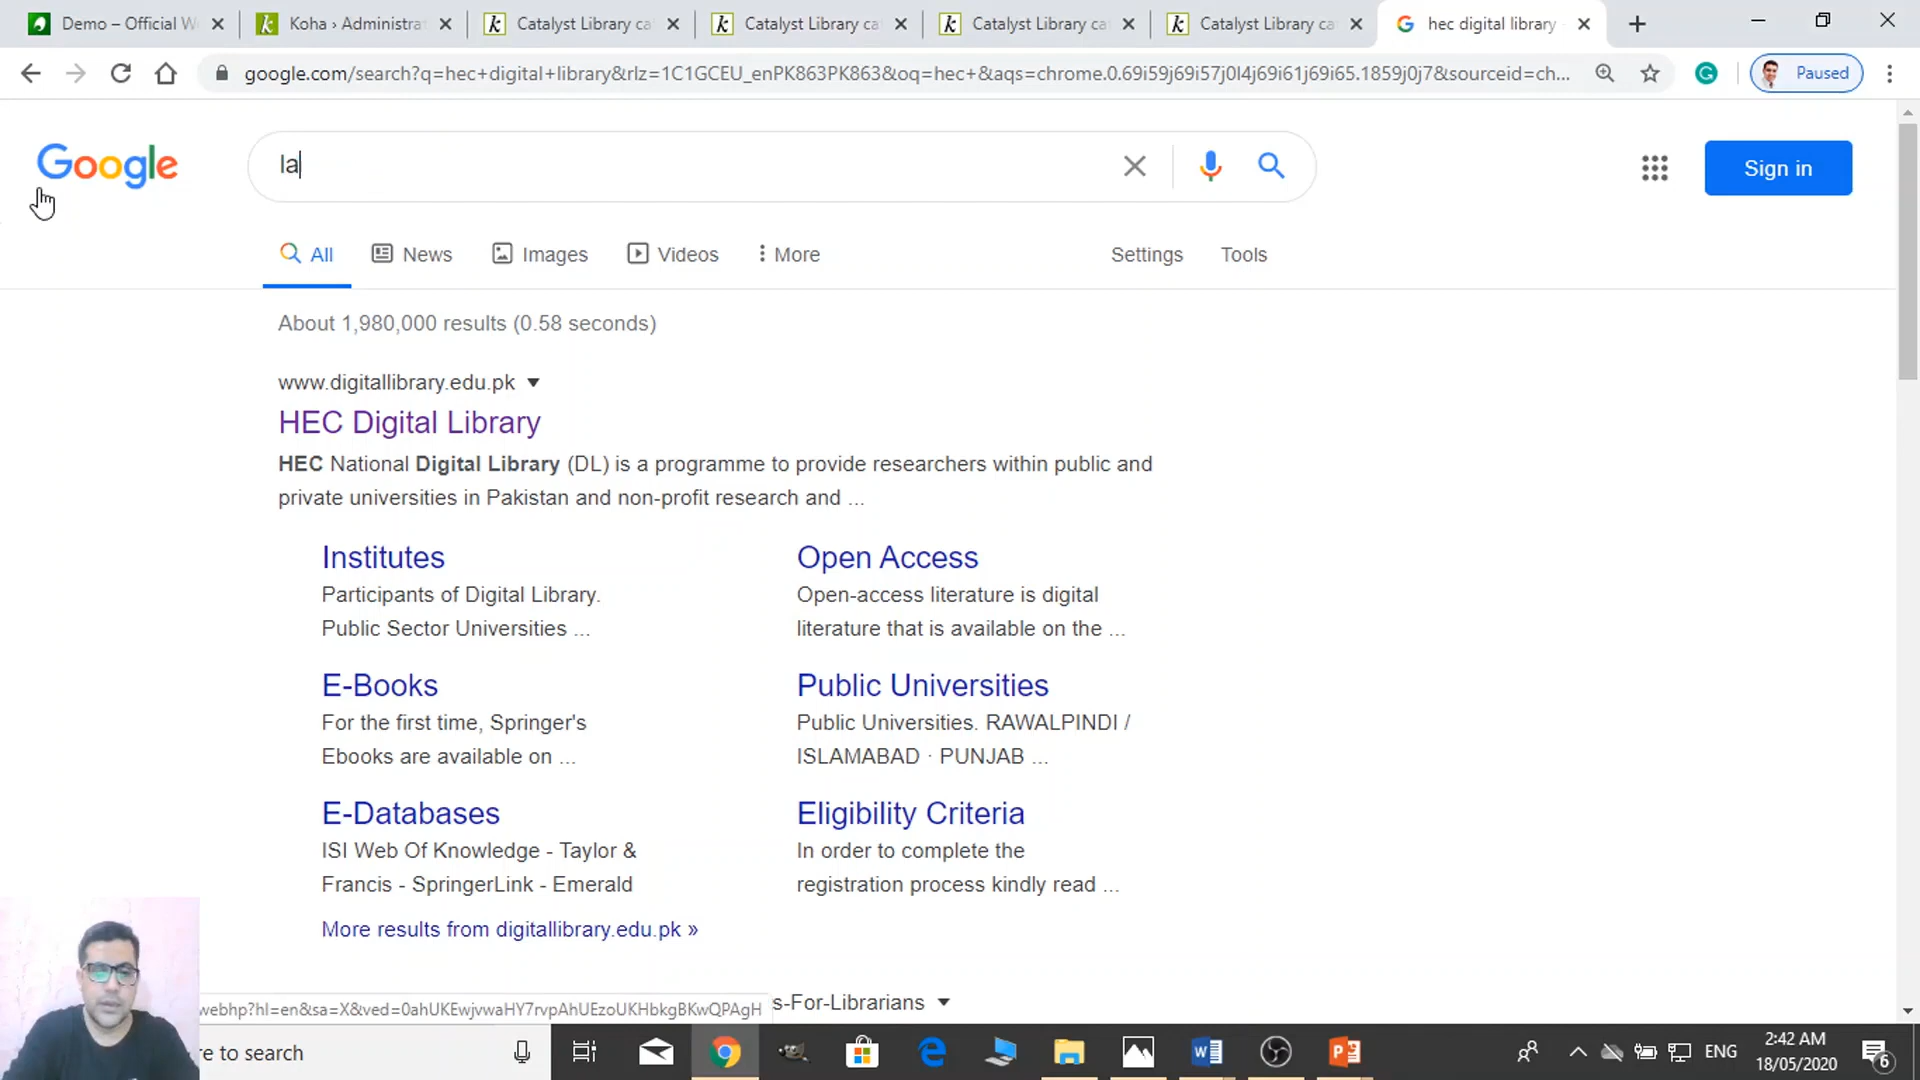 Demo – Official W
Koha › Administra
Catalyst Library ca
Catalyst Library ca
Catalyst Library ca
Catalyst Library ca
hec digital library
google.com/search?q=hec+digital+library&rlz=1C1GCEU_enPK863PK863&oq=hec+&aqs=chrome.0.69i59j69i57j0l4j69i61j69i65.1859j0j7&sourceid=ch...
Paused
Google
la
Sign in
All
News
Images
Videos
More
Settings
Tools
About 1,980,000 results (0.58 seconds)
www.digitallibrary.edu.pk
HEC Digital Library
HEC National Digital Library (DL) is a programme to provide researchers within public and
private universities in Pakistan and non-profit research and ...
Institutes
Participants of Digital Library.
Public Sector Universities ...
Open Access
Open-access literature is digital
literature that is available on the ...
E-Books
For the first time, Springer's
Ebooks are available on ...
Public Universities
Public Universities. RAWALPINDI /
ISLAMABAD · PUNJAB ...
E-Databases
ISI Web Of Knowledge - Taylor &
Francis - SpringerLink - Emerald
Eligibility Criteria
In order to complete the
registration process kindly read ...
More results from digitallibrary.edu.pk »
webhp?hl=en&sa=X&ved=0ahUKEwjvwaHY7rvpAhUEzoUKHbkgBKwQPAgH
s-For-Librarians
re to search
ENG
2:42 AM
18/05/2020
6